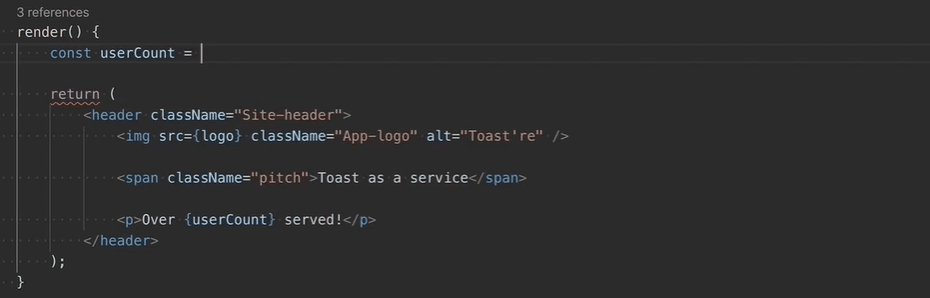 3 references
render() {
const userCount =
return (
<header className="Site-header">
<img src={logo} className="App-logo" alt="Toast're" />
<span className="pitch">Toast as a service</span>
<p>Over {userCount} served!</p>
</header>
);
}